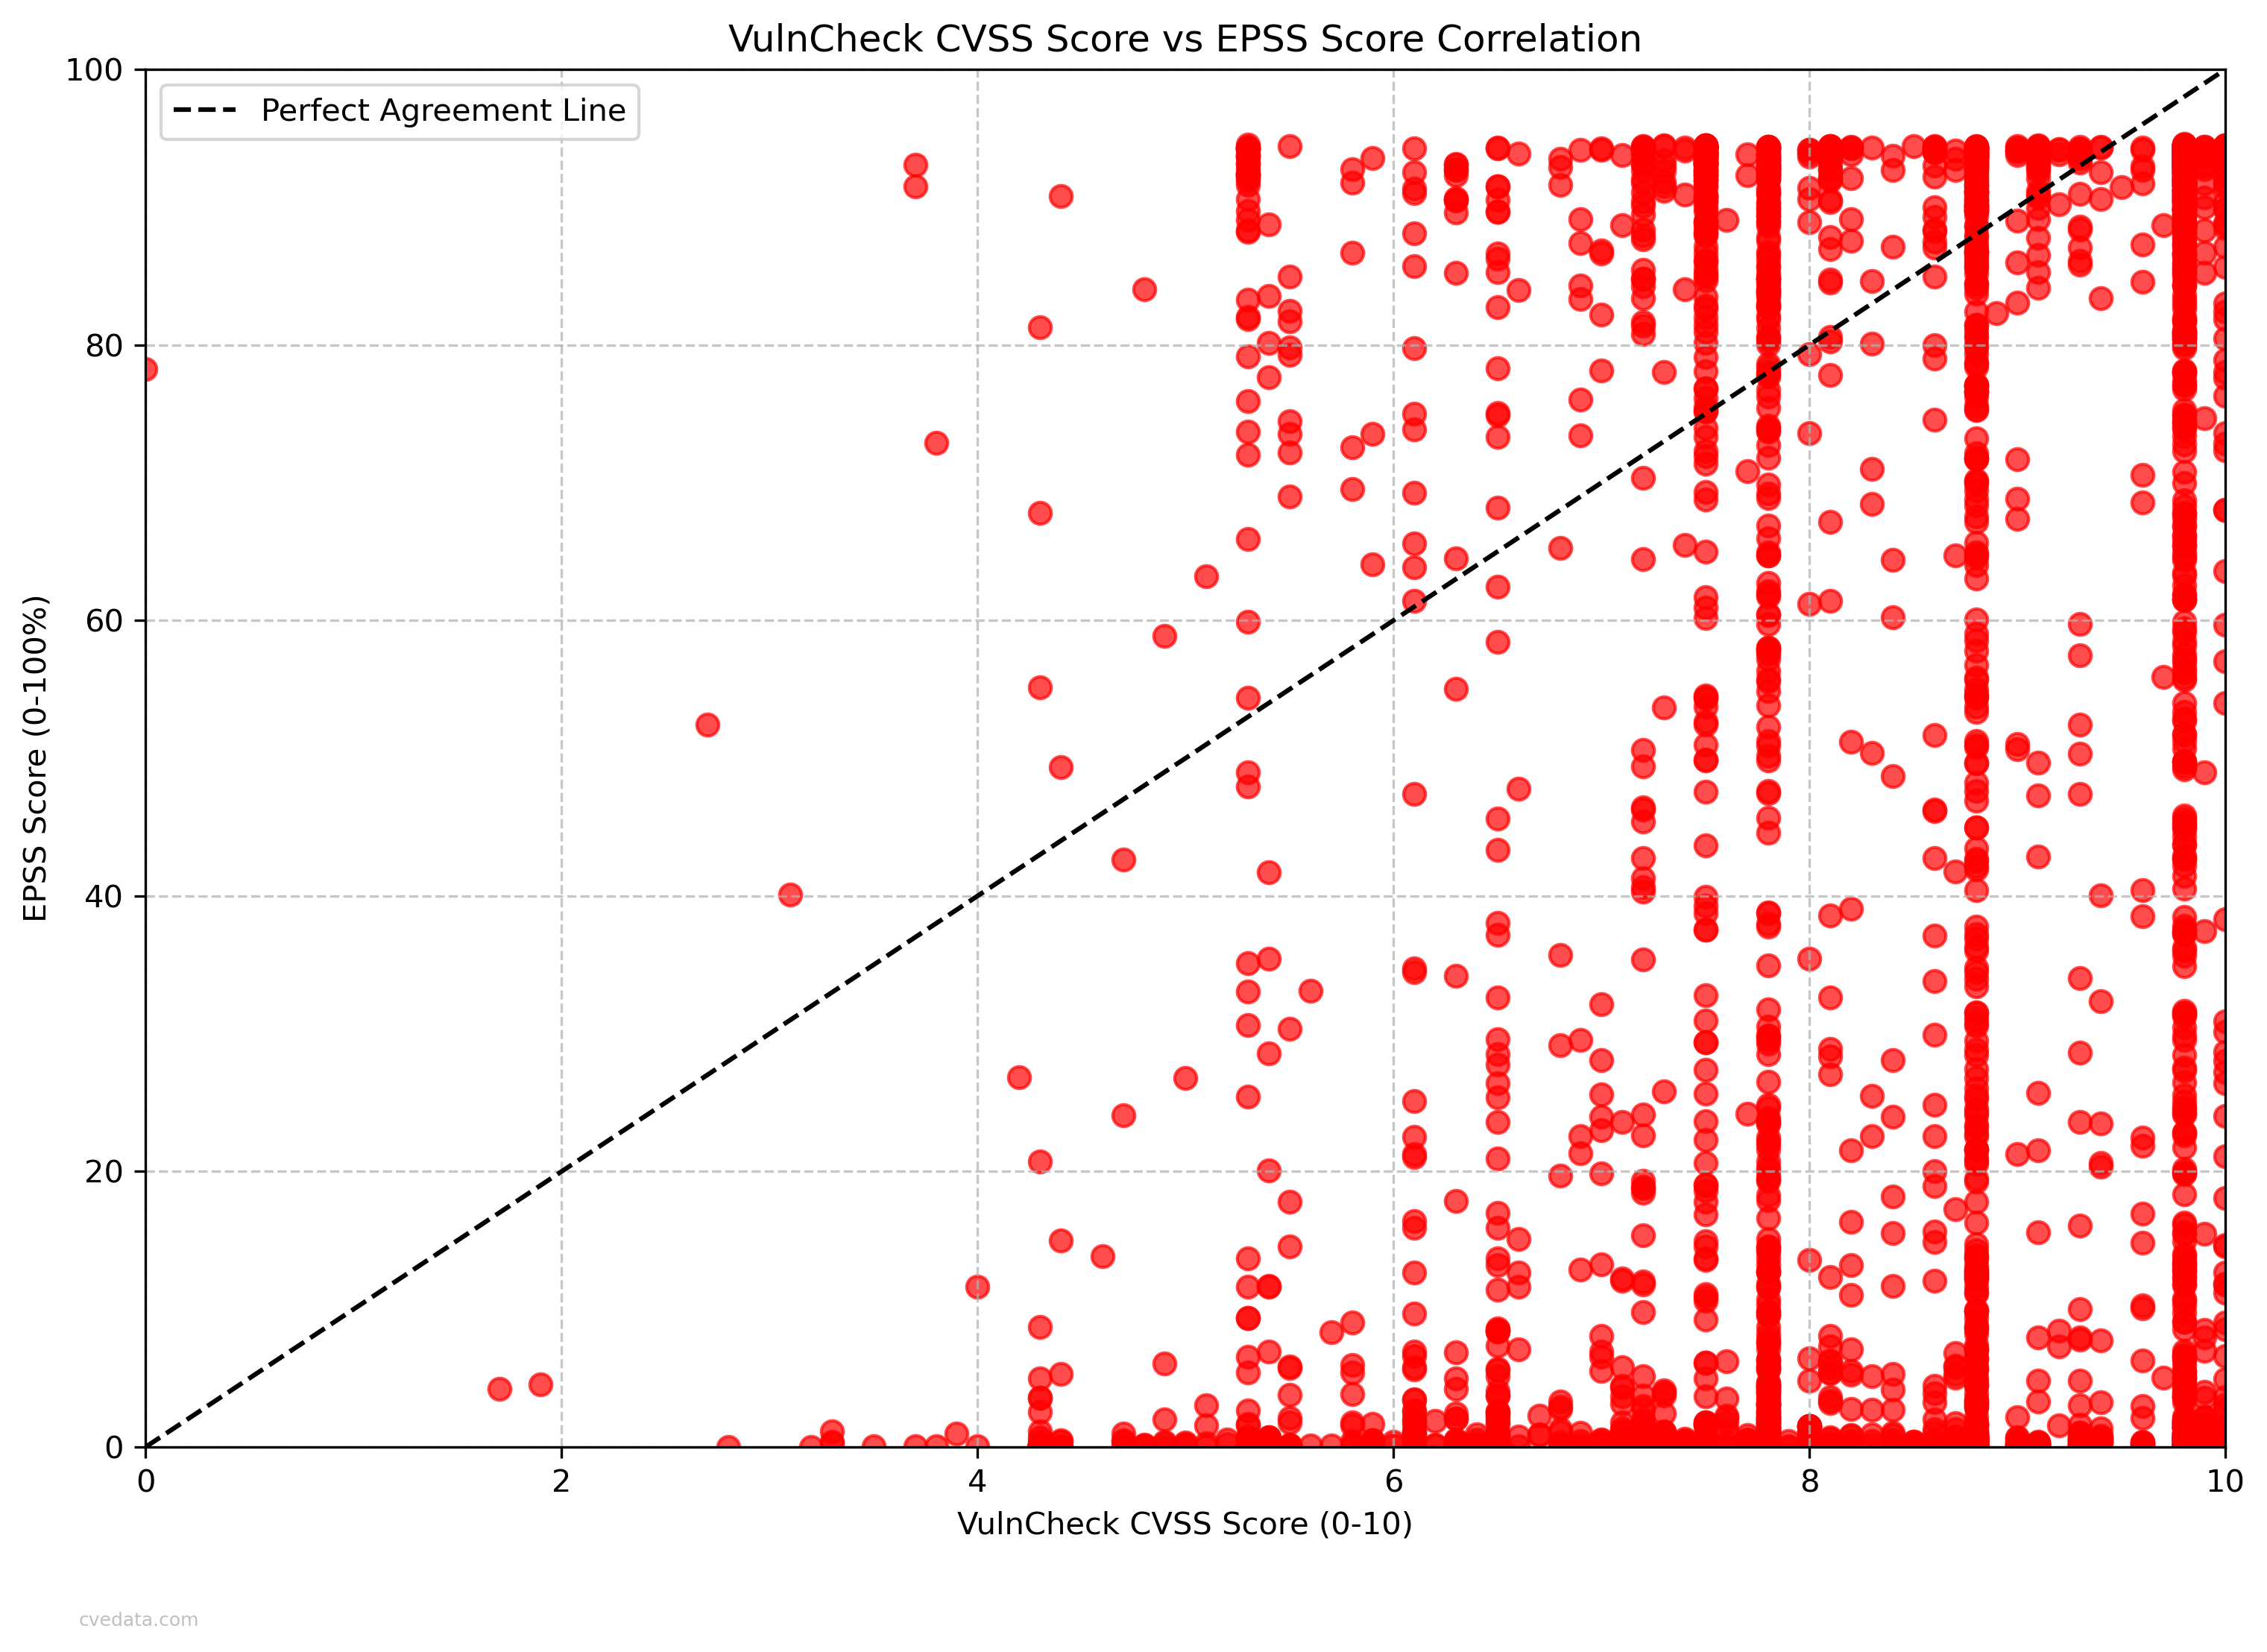 VulnCheck CVSS Score vs EPSS Score Correlation
Perfect Agreement Line
100
80
60
40
20
0
EPSS Score (0-100%)
0 2 4 6 8 10
VulnCheck CVSS Score (0-10)
cvedata.com